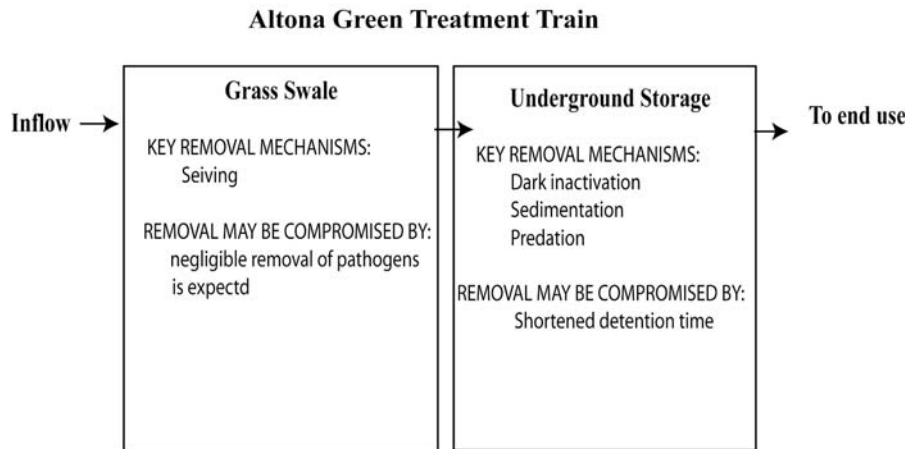 Altona Green Treatment Train
Inflow
Grass Swale
KEY REMOVAL MECHANISMS:
Seiving
REMOVAL MAY BE COMPROMISED BY:
negligible removal of pathogens
is expectd
Underground Storage
KEY REMOVAL MECHANISMS:
Dark inactivation
Sedimentation
Predation
REMOVAL MAY BE COMPROMISED BY:
Shortened detention time
To end use